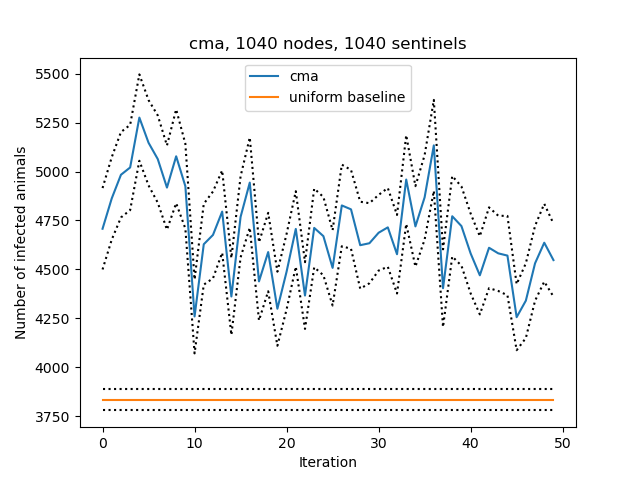 cma, 1040 nodes, 1040 sentinels
cma
uniform baseline
Number of infected animals
5500
5250
5000
4750
4500
4250
4000
3750
0 10 20 30 40 50
Iteration